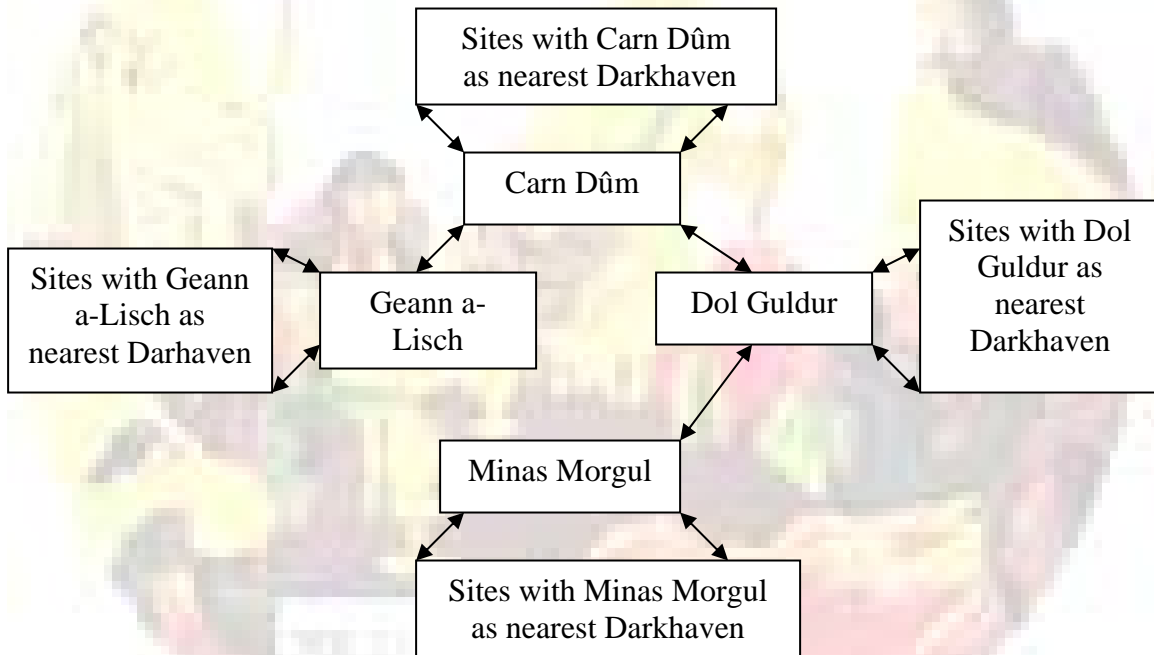 Sites with Carn Dûm
as nearest Darkhaven
Carn Dûm
Sites with Dol
Guldur as
nearest
Darkhaven
Sites with Geann
a-Lisch as
nearest Darhaven
Geann a-
Lisch
Dol Guldur
Minas Morgul
Sites with Minas Morgul
as nearest Darkhaven